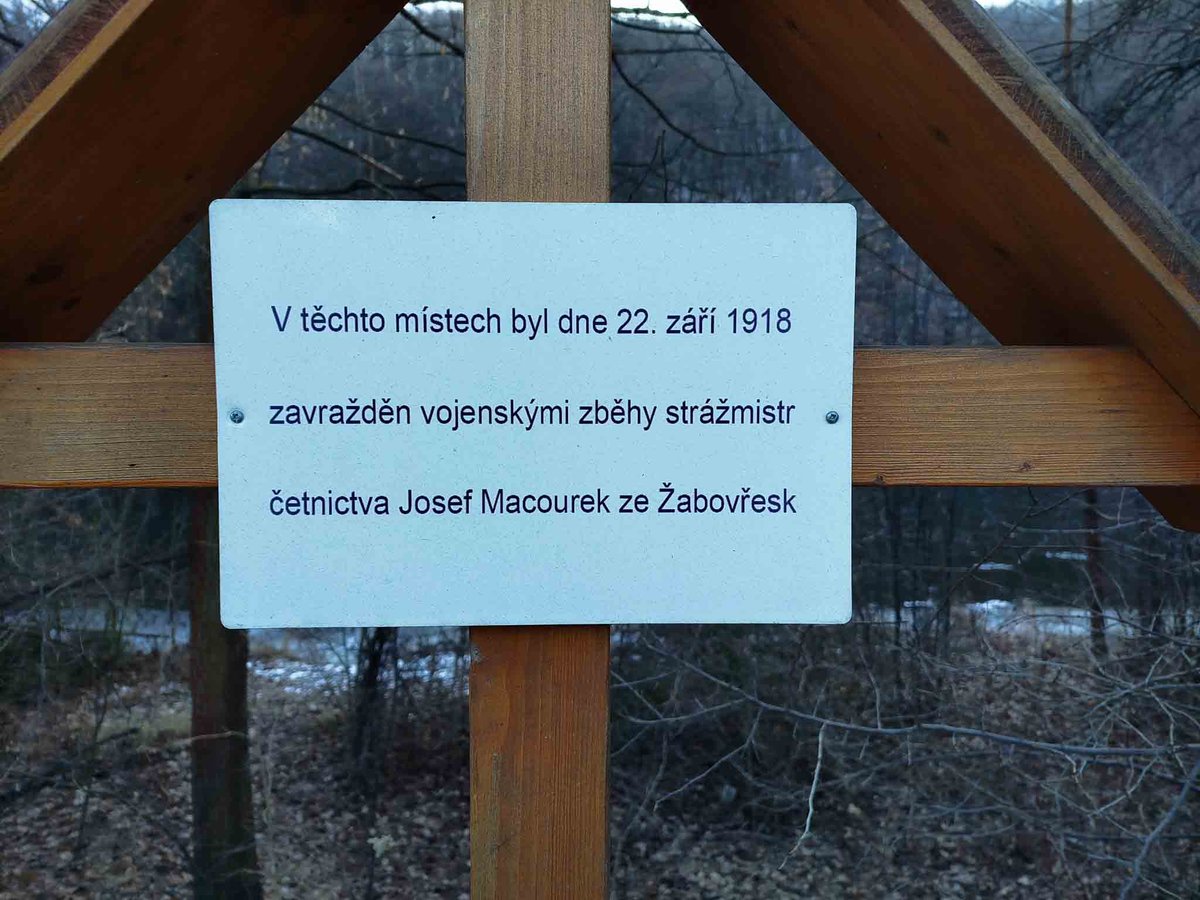 V těchto místech byl dne 22. září 1918
zavražděn vojenskými zběhy strážmistr
četnictva Josef Macourek ze Žabovřesk